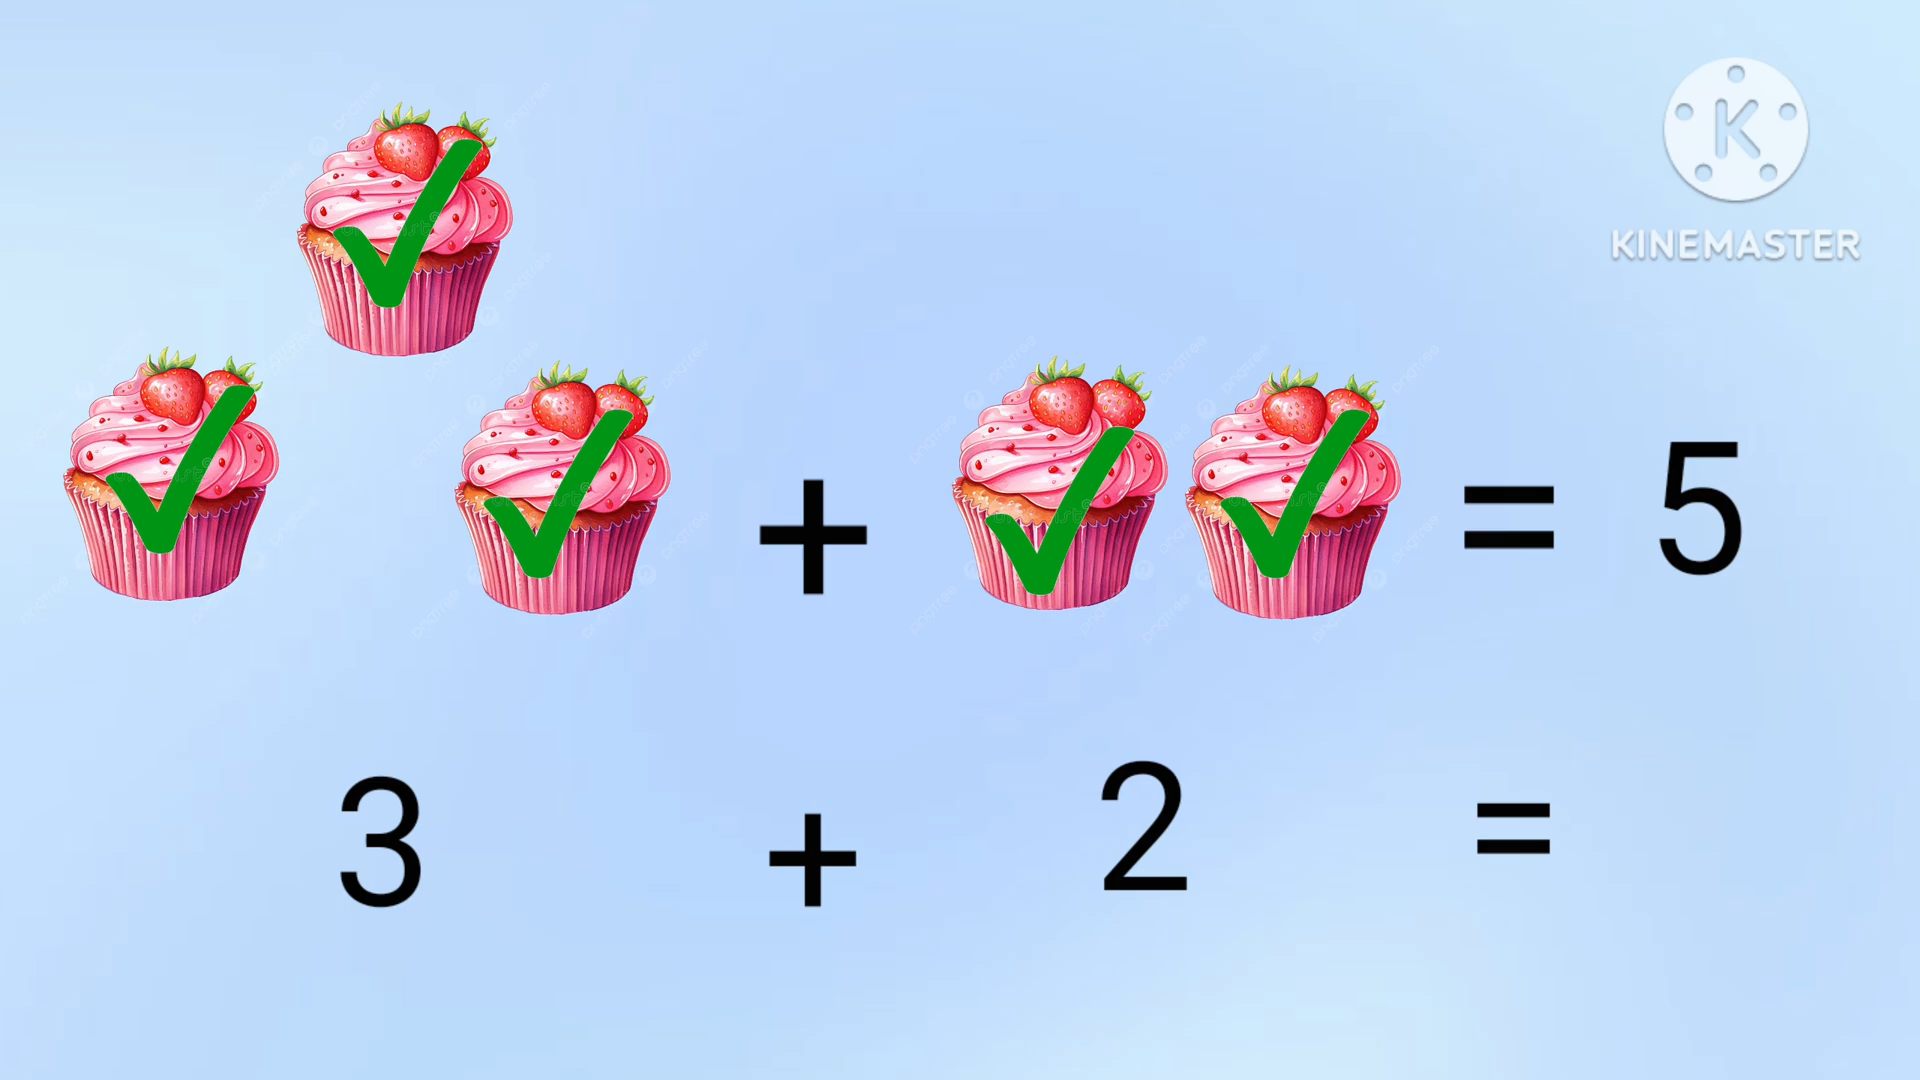 K
KINEMASTER
+ = 5
3 + 2 =